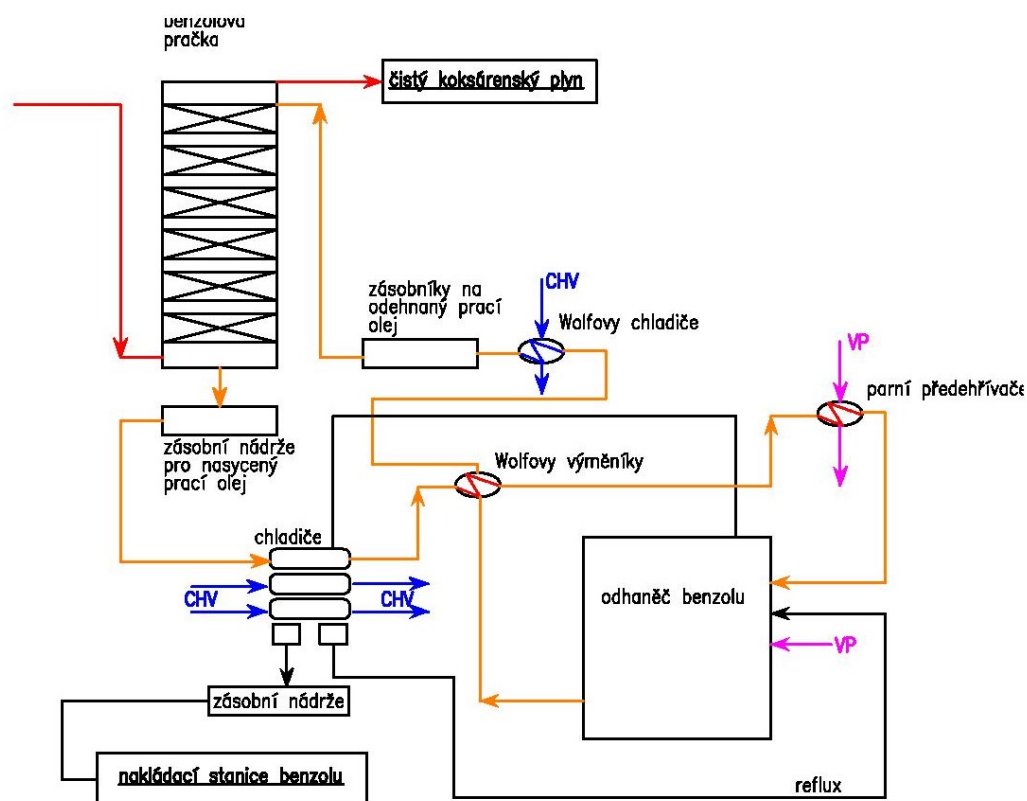 benzolová
pračka
čistý koksárenský plyn
zásobníky na
odehnaný prací
olej
CHV
Wolfovy chladiče
VP
parní předehřívače
zásobní nádrže
pro nasycený
prací olej
Wolfovy výměníky
chladiče
CHV
CHV
odhaněč benzolu
VP
zásobní nádrže
nakládací stanice benzolu
reflux